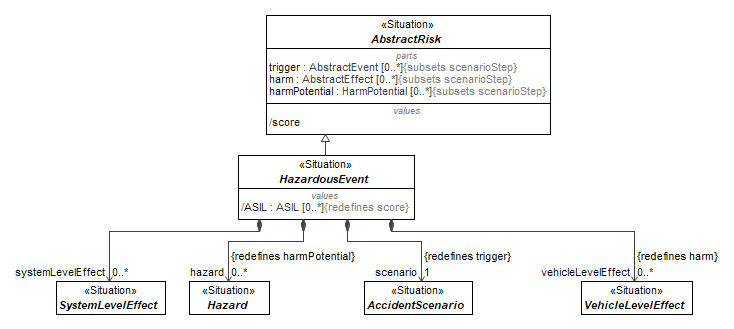 «Situation»
AbstractRisk
parts
trigger : AbstractEvent [0..*]{subsets scenarioStep}
harm : AbstractEffect [0..*]{subsets scenarioStep}
harmPotential : HarmPotential [0..*]{subsets scenarioStep}
values
/score
«Situation»
HazardousEvent
values
/ASIL : ASIL [0..*]{redefines score}
{redefines harmPotential}
{redefines trigger}
{redefines harm}
systemLevelEffect 0..*
hazard 0..*
scenario 1
vehicleLevelEffect 0..*
«Situation»
SystemLevelEffect
«Situation»
Hazard
«Situation»
AccidentScenario
«Situation»
VehicleLevelEffect